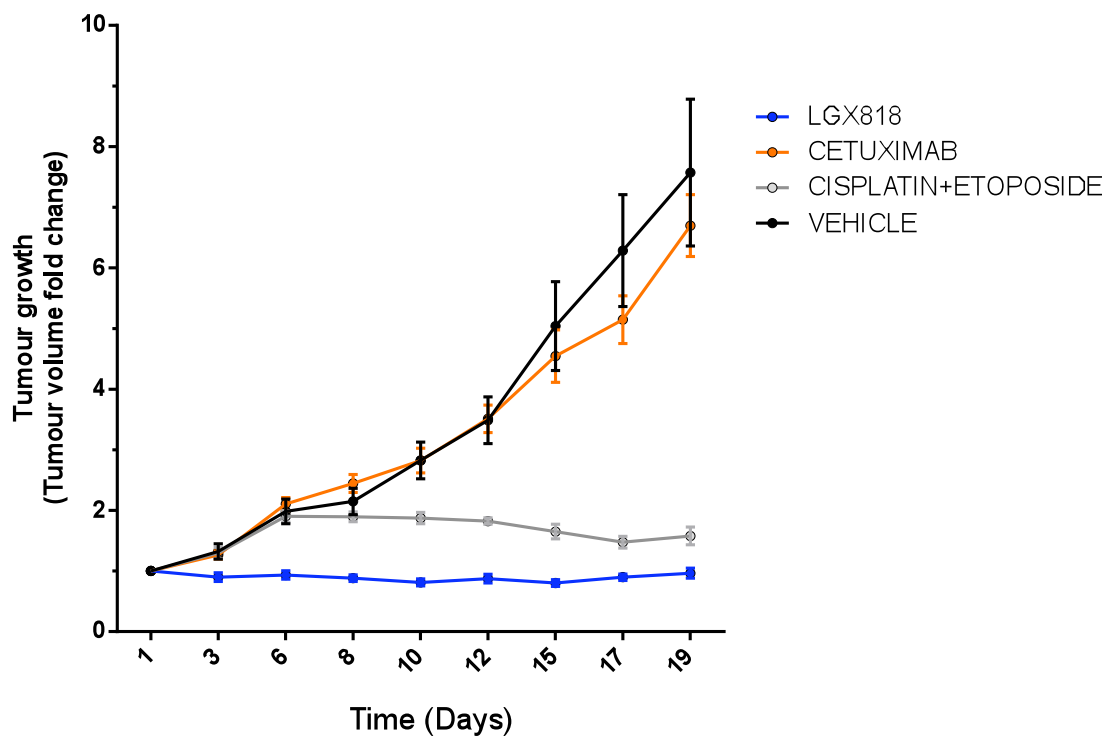 10
8
6
4
2
0
Tumour growth
(Tumour volume fold change)
1 3 6 8 10 12 15 17 19
Time (Days)
LGX818
CETUXIMAB
CISPLATIN+ETOPOSIDE
VEHICLE